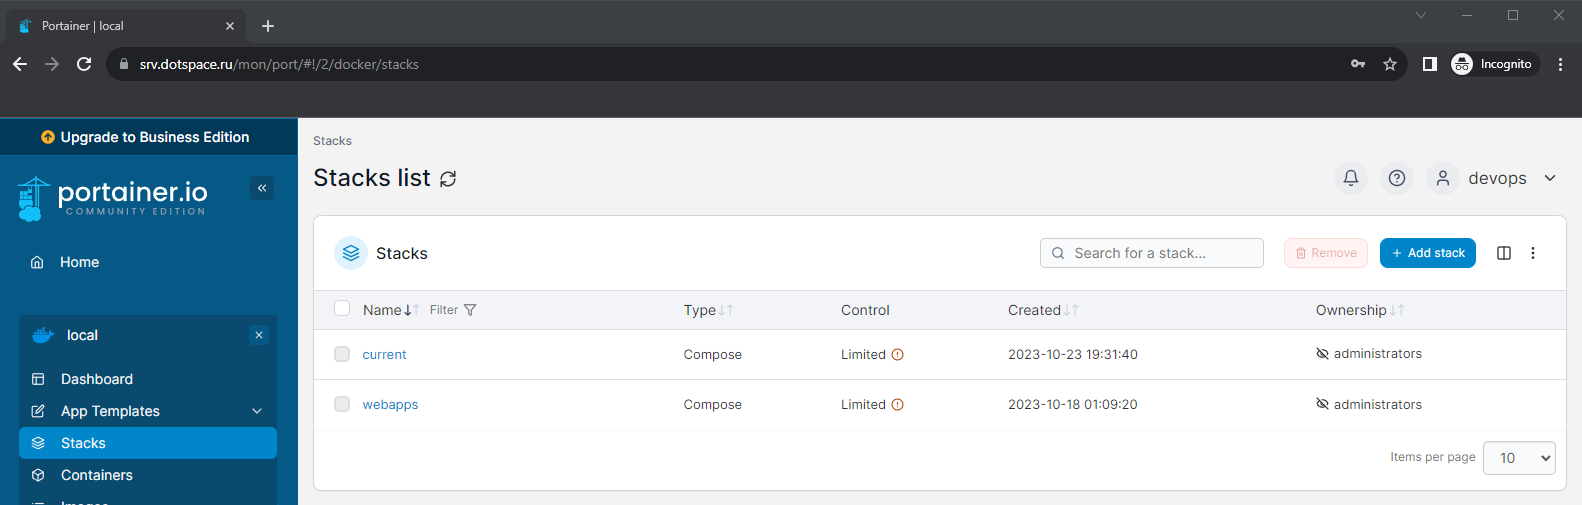 Portainer | local
srv.dotspace.ru/mon/port/#!/2/docker/stacks
Incognito
Upgrade to Business Edition
portainer.io
COMMUNITY EDITION
Home
local
Dashboard
App Templates
Stacks
Containers
Images
Stacks
Stacks list
devops
Stacks
Search for a stack...
Remove
+ Add stack
Name Filter Type Control Created Ownership
current Compose Limited 2023-10-23 19:31:40 administrators
webapps Compose Limited 2023-10-18 01:09:20 administrators
Items per page 10